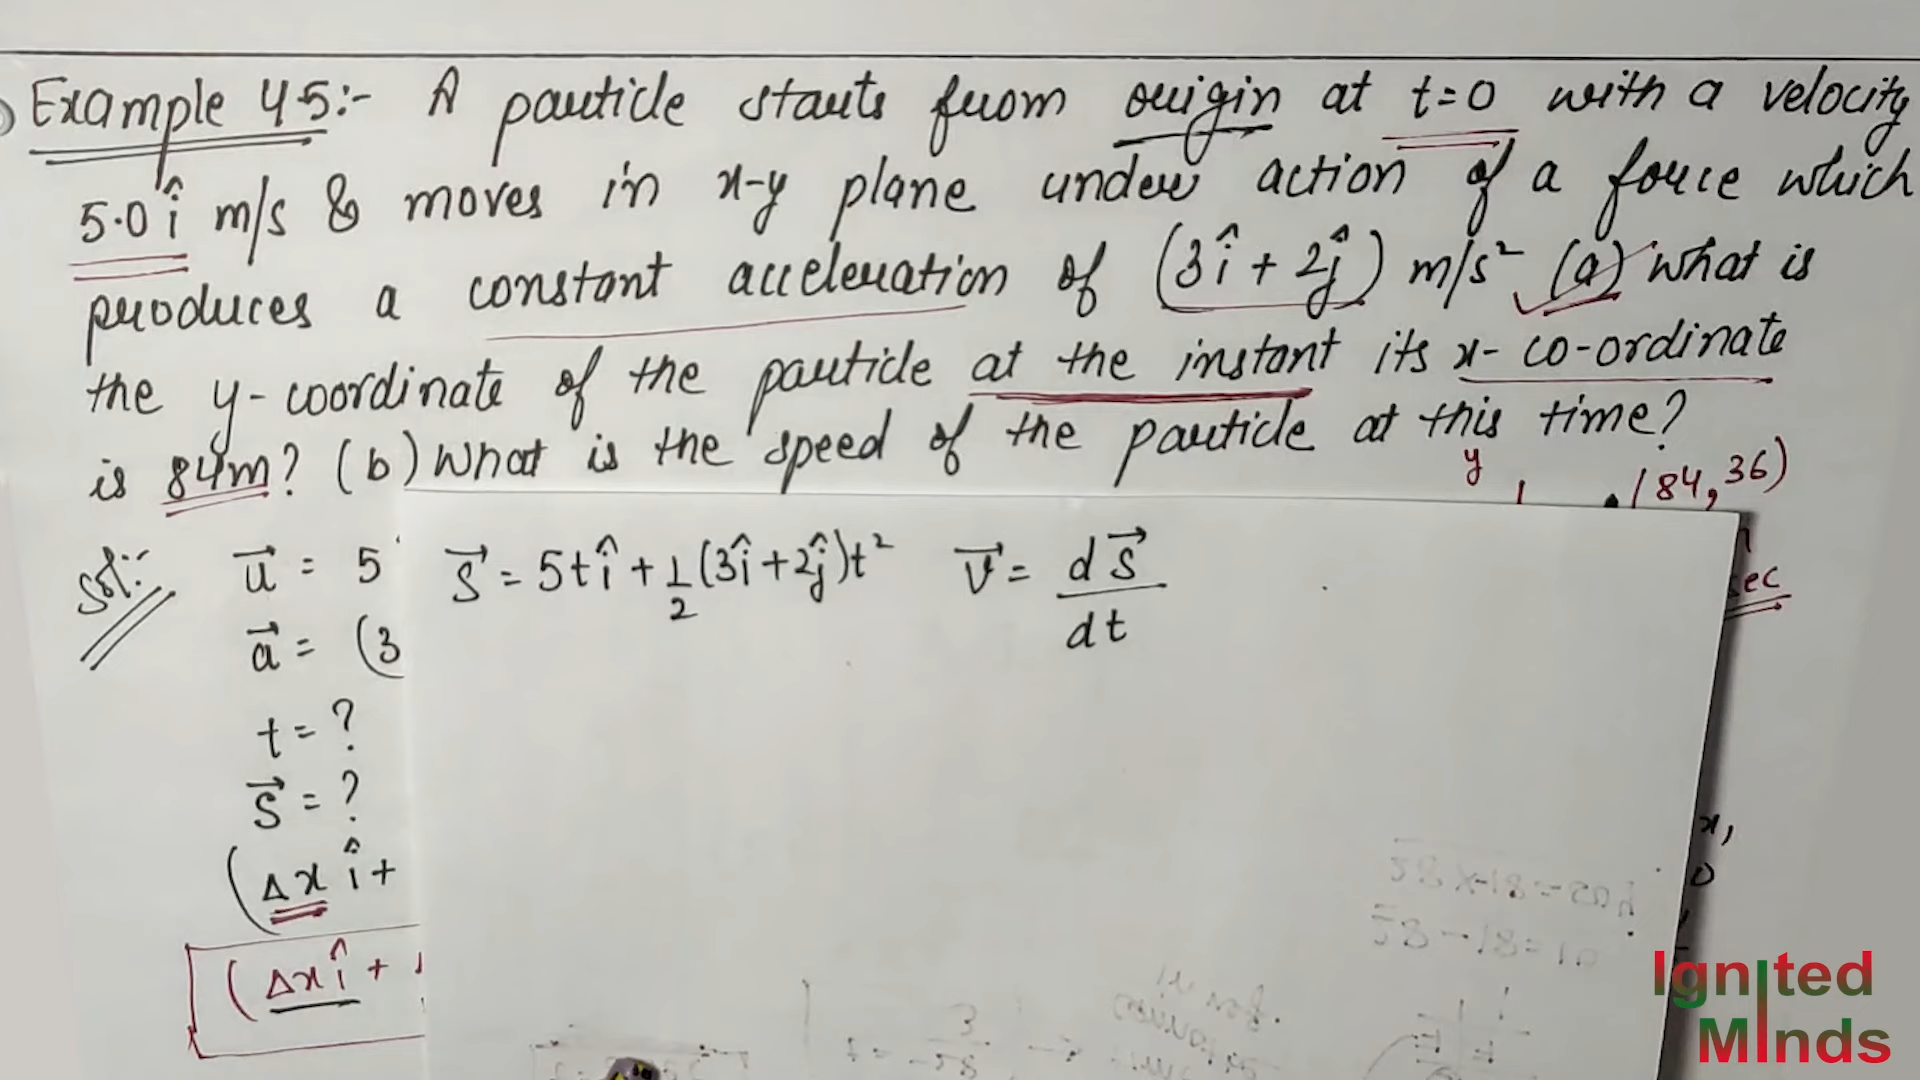 Example 4.5:- A particle starts from origin at t=0 with a velocity
5.0 î m/s & moves in x-y plane under action of a force which
produces a constant acceleration of (3î + 2ĵ) m/s² (a) What is
the y-coordinate of the particle at the instant its x-co-ordinate
is 84m? (b) What is the speed of the particle at this time?
y
(84, 36)
Sol:-
u⃗ = 5
S⃗ = 5tî + 1/2 (3î + 2ĵ)t² v⃗ = dS⃗/dt
ec
a⃗ = (3
t = ?
S⃗ = ?
(Δx î +
(Δx î +
Ignited
Minds